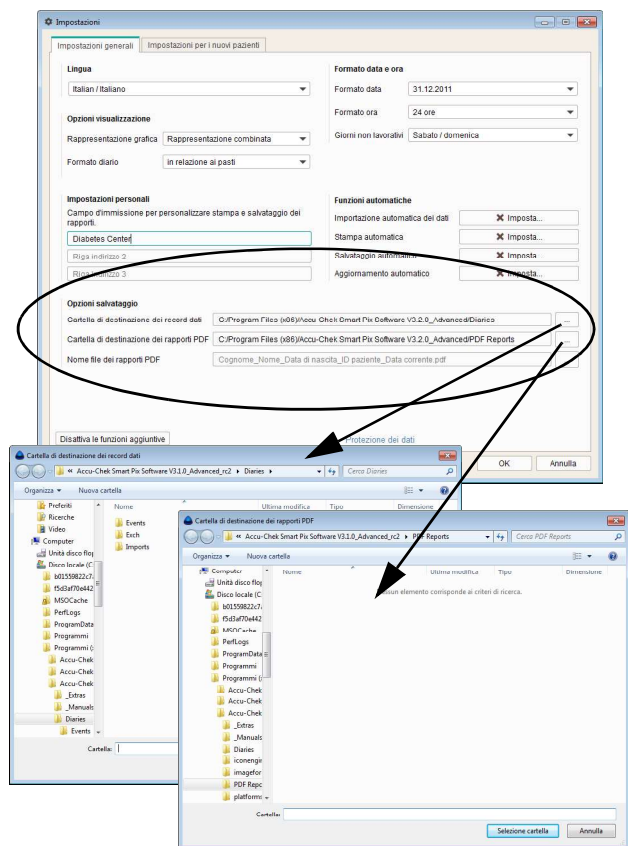 Impostazioni
Impostazioni generali
Impostazioni per i nuovi pazienti
Lingua
Italian / Italiano
Opzioni visualizzazione
Rappresentazione grafica
Rappresentazione combinata
Formato diario
in relazione ai pasti
Formato data e ora
Formato data
31.12.2011
Formato ora
24 ore
Giorni non lavorativi
Sabato / domenica
Impostazioni personali
Campo d'immissione per personalizzare stampa e salvataggio dei
rapporti.
Diabetes Center
Riga indirizzo 2
Riga indirizzo 3
Funzioni automatiche
Importazione automatica dei dati
Imposta...
Stampa automatica
Imposta...
Salvataggio automatico
Imposta...
Aggiornamento automatico
Imposta...
Opzioni salvataggio
Cartella di destinazione dei record dati
C:/Program Files (x86)/Accu-Chek Smart Pix Software V3.2.0_Advanced/Diaries
...
Cartella di destinazione dei rapporti PDF
C:/Program Files (x86)/Accu-Chek Smart Pix Software V3.2.0_Advanced/PDF Reports
...
Nome file dei rapporti PDF
Cognome_Nome_Data di nascita_ID paziente_Data corrente.pdf
Disattiva le funzioni aggiuntive
Protezione dei dati
OK
Annulla
Cartella di destinazione dei record dati
« Accu-Chek Smart Pix Software V3.1.0_Advanced_rc2 ▸ Diaries ▸
Cerca Diaries
Organizza
Nuova cartella
Preferiti
Ricerche
Video
Computer
Unità disco flop
Disco locale (C
b01559822c7
f5d3af70e442
MSOCache
PerfLogs
ProgramData
Programmi
Programmi (
Accu-Chek
Accu-Chek
Accu-Chek
_Extras
_Manuals
Diaries
Events
Nome
Ultima modifica
Tipo
Dimensione
Events
Exch
Imports
Cartella:
Cartella di destinazione dei rapporti PDF
« Accu-Chek Smart Pix Software V3.1.0_Advanced_rc2 ▸ PDF Reports
Cerca PDF Reports
Organizza
Nuova cartella
Computer
Unità disco flop
Disco locale (C
b01559822c7
f5d3af70e442
MSOCache
PerfLogs
ProgramData
Programmi
Programmi (
Accu-Chek
Accu-Chek
Accu-Chek
_Extras
_Manuals
Diaries
iconengin
imagefor
PDF Repo
platforms
Nome
Ultima modifica
Tipo
Dimensione
Nessun elemento corrisponde ai criteri di ricerca.
Cartella:
Selezione cartella
Annulla